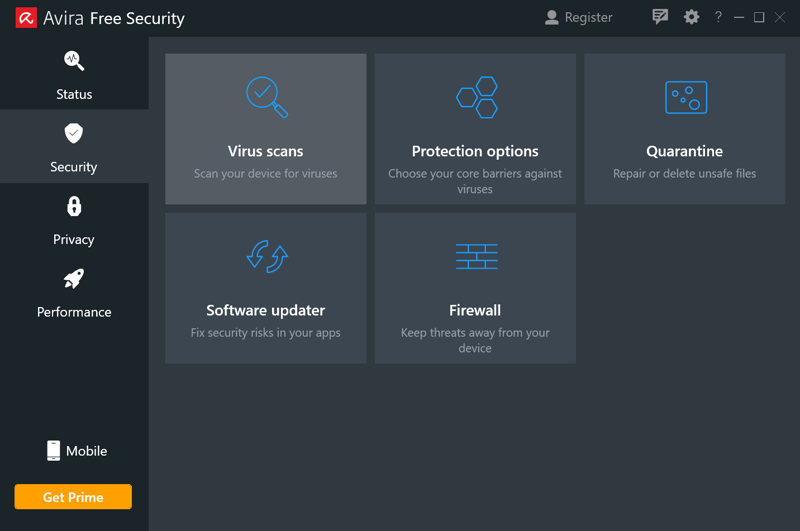 Avira Free Security
Register
?
Status
Security
Privacy
Performance
Mobile
Get Prime
Virus scans
Scan your device for viruses
Protection options
Choose your core barriers against
viruses
Quarantine
Repair or delete unsafe files
Software updater
Fix security risks in your apps
Firewall
Keep threats away from your
device